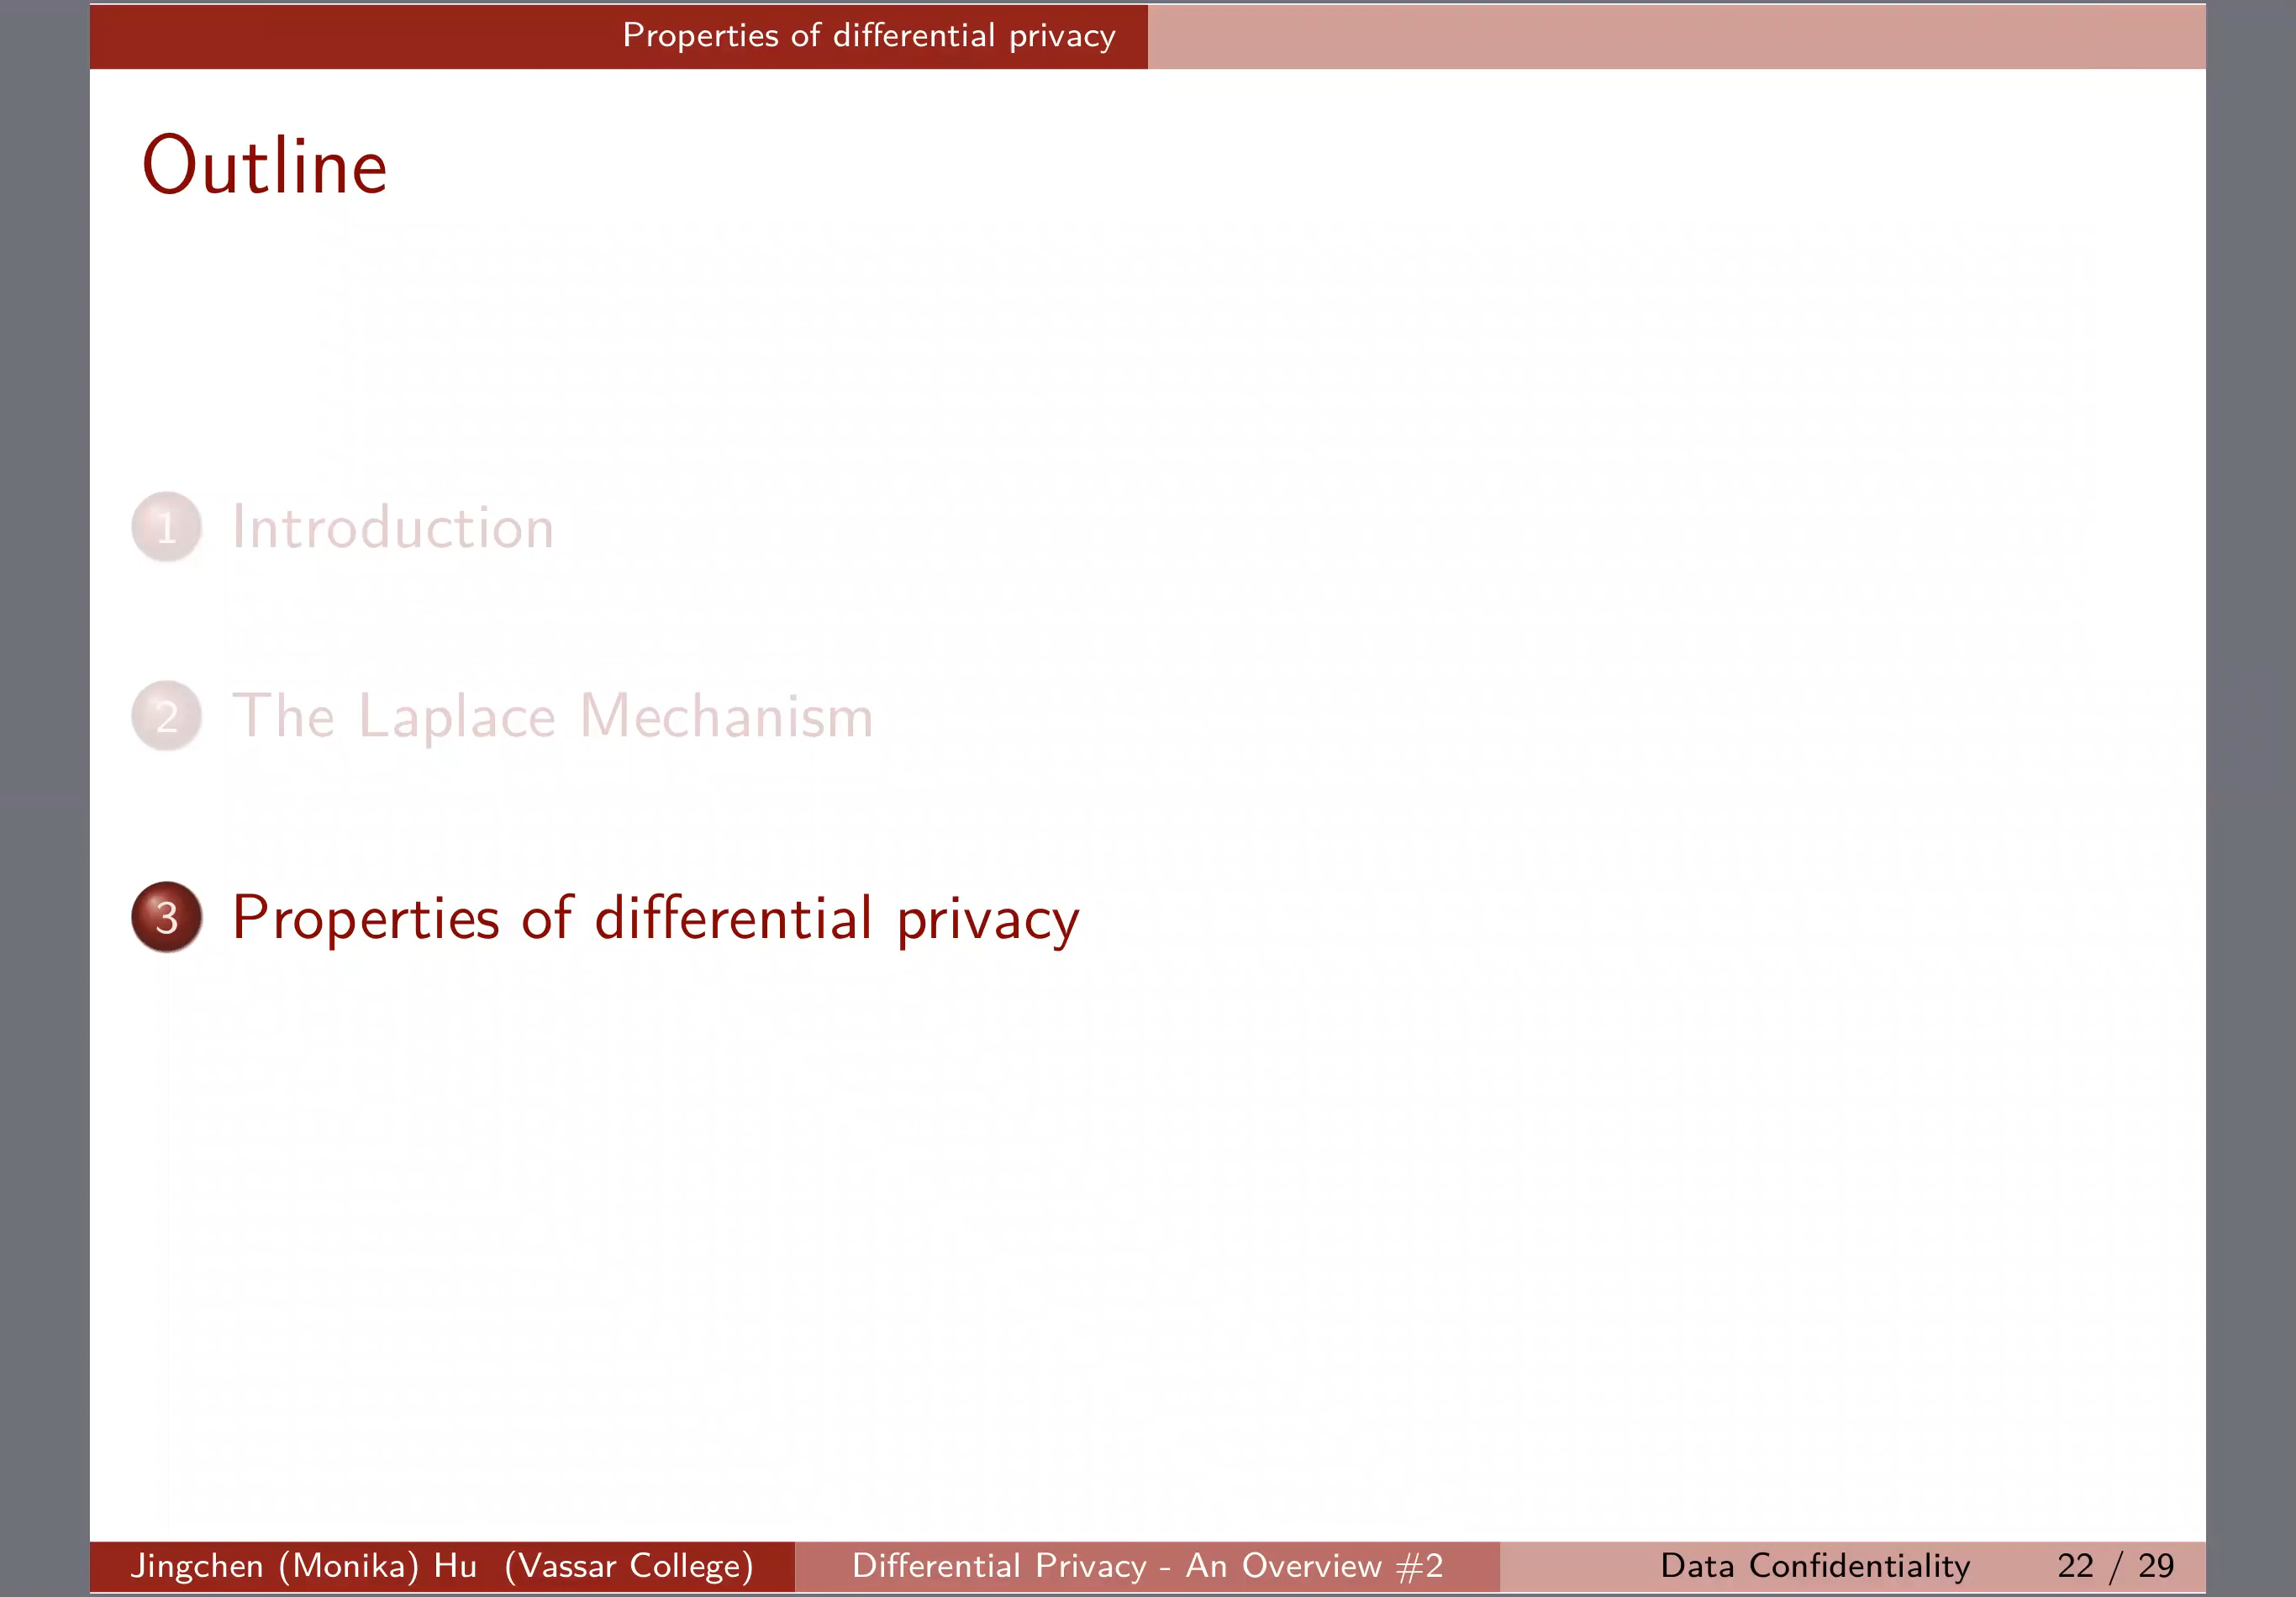 Properties of differential privacy
Outline
1 Introduction
2 The Laplace Mechanism
3 Properties of differential privacy
Jingchen (Monika) Hu (Vassar College) Differential Privacy - An Overview #2 Data Confidentiality 22 / 29